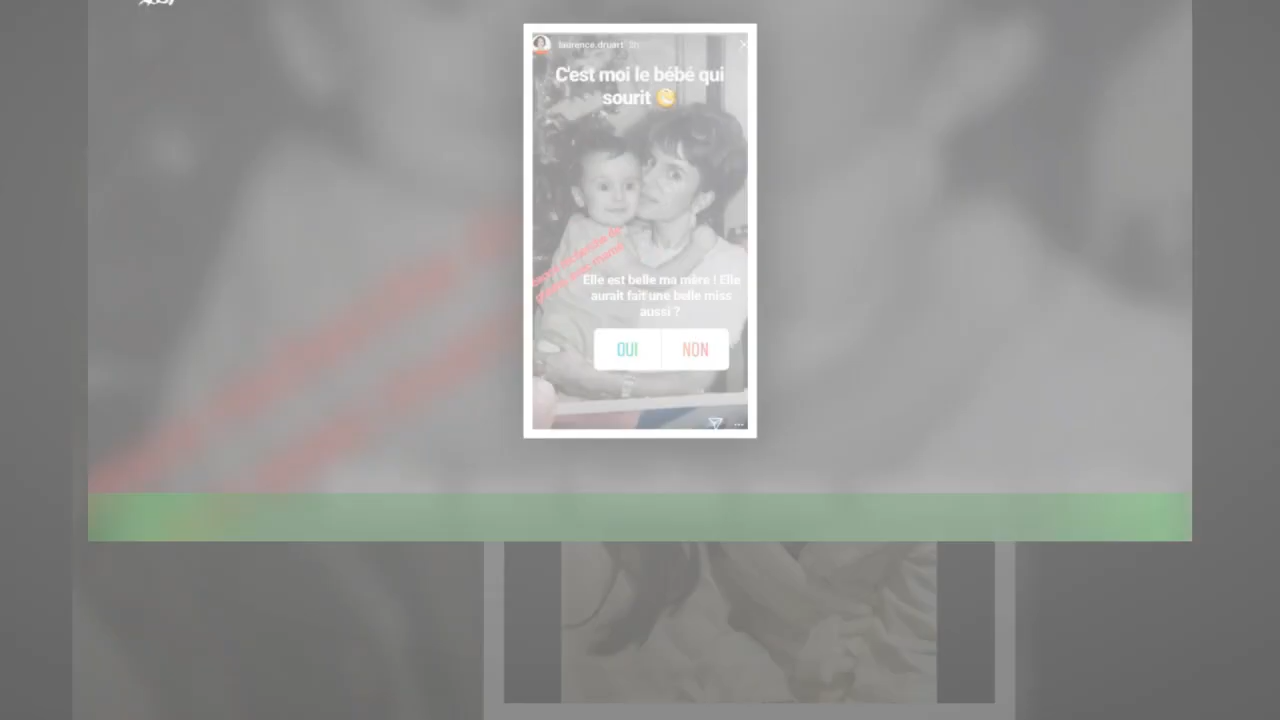 laurence.druart 3h
C'est moi le bébé qui
sourit
Elle est belle ma mère ! Elle
aurait fait une belle miss
aussi ?
OUI NON